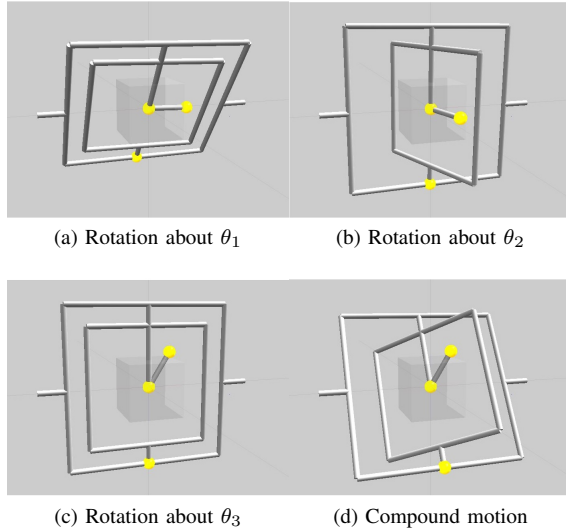 (a) Rotation about θ₁
(b) Rotation about θ₂
(c) Rotation about θ₃
(d) Compound motion